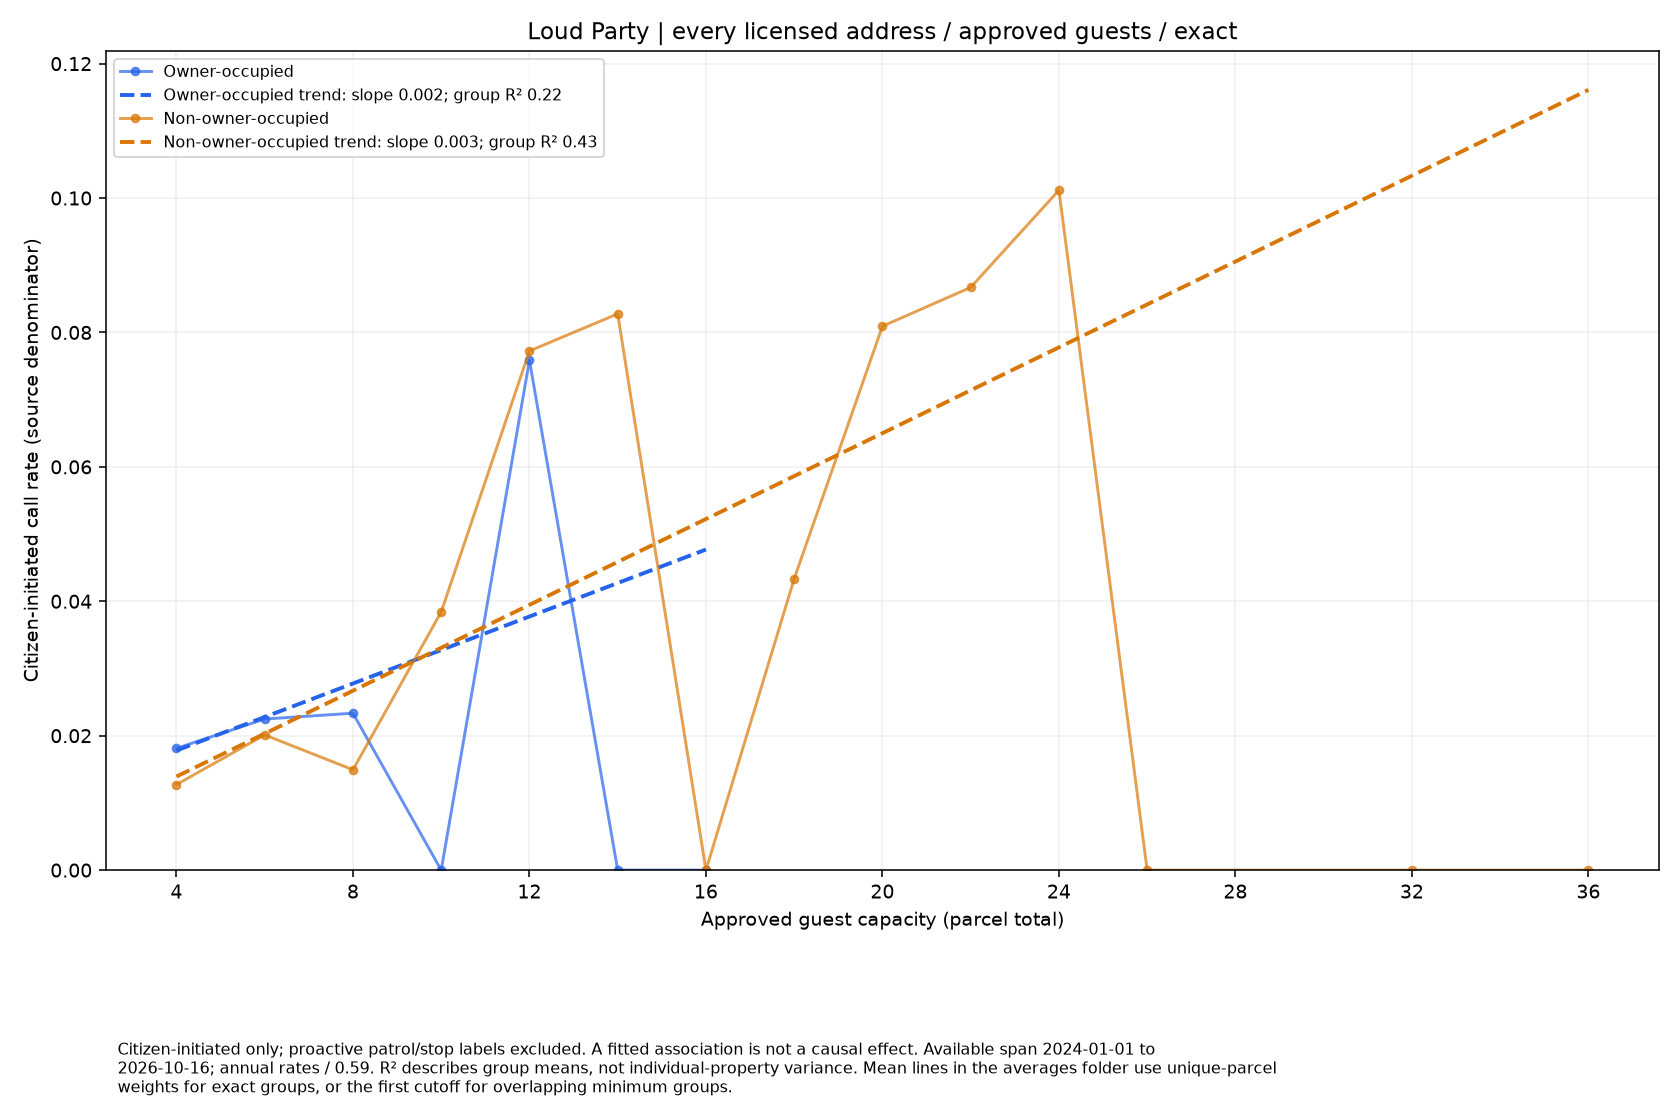 Loud Party | every licensed address / approved guests / exact
Owner-occupied
Owner-occupied trend: slope 0.002; group R² 0.22
Non-owner-occupied
Non-owner-occupied trend: slope 0.003; group R² 0.43
Citizen-initiated call rate (source denominator)
0.12
0.10
0.08
0.06
0.04
0.02
0.00
4 8 12 16 20 24 28 32 36
Approved guest capacity (parcel total)
Citizen-initiated only; proactive patrol/stop labels excluded. A fitted association is not a causal effect. Available span 2024-01-01 to
2026-10-16; annual rates / 0.59. R² describes group means, not individual-property variance. Mean lines in the averages folder use unique-parcel
weights for exact groups, or the first cutoff for overlapping minimum groups.